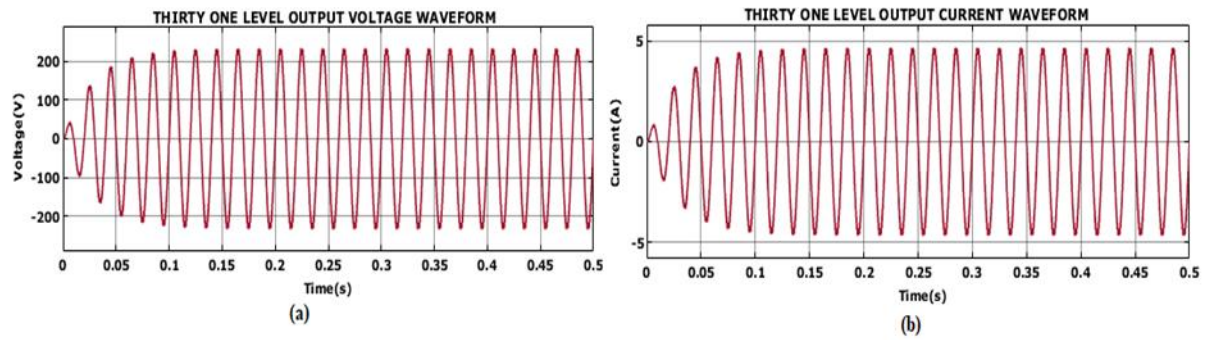 THIRTY ONE LEVEL OUTPUT VOLTAGE WAVEFORM
Voltage(V)
200
100
0
-100
-200
0 0.05 0.1 0.15 0.2 0.25 0.3 0.35 0.4 0.45 0.5
Time(s)
(a)
THIRTY ONE LEVEL OUTPUT CURRENT WAVEFORM
Current(A)
5
0
-5
0 0.05 0.1 0.15 0.2 0.25 0.3 0.35 0.4 0.45 0.5
Time(s)
(b)